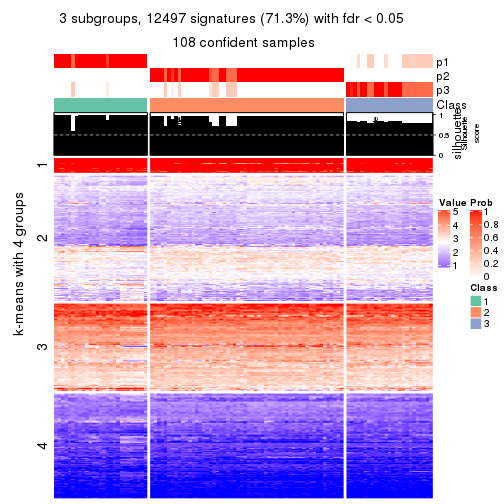 3 subgroups, 12497 signatures (71.3%) with fdr < 0.05
108 confident samples
p1
p2
p3
Class
1
0.5
0
silhouette
Silhouette
score
k-means with 4 groups
1
2
3
4
Value
5
4
3
2
1
Prob
1
0.8
0.6
0.4
0.2
0
Class
1
2
3